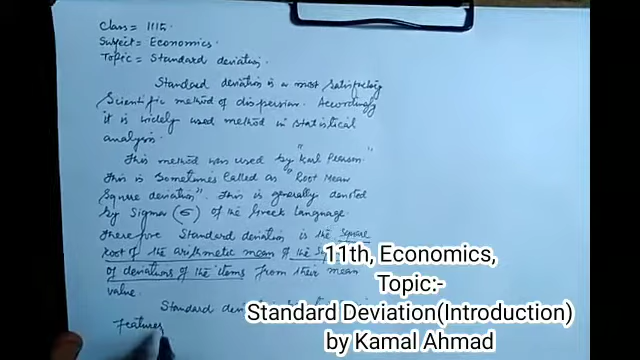 Class = 11th.
Subject = Economics.
Topic = Standard deviation.
Standard deviation is a most satisfying
Scientific method of dispersion. Accordingly
it is widely used method in statistical
analysis.
This method was used by "Karl Pearson"
This is sometimes called as "Root Mean
Square deviation". This is generally denoted
by Sigma (σ) of the Greek language.
Therefore Standard deviation is the square
root of the arithmetic mean of the
of deviations of the items from their mean
value.
Standard
Features
11th, Economics,
Topic:-
Standard Deviation(Introduction)
by Kamal Ahmad